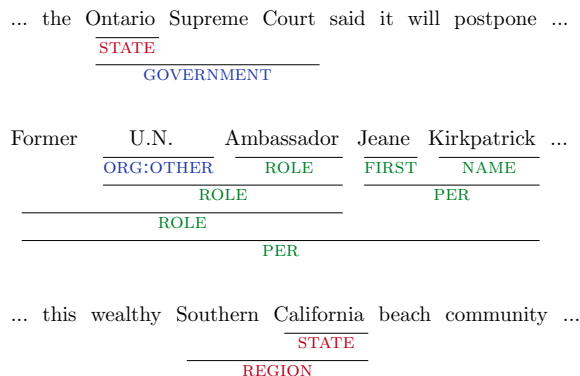 ... the Ontario Supreme Court said it will postpone ...
STATE
GOVERNMENT
Former U.N. Ambassador Jeane Kirkpatrick ...
ORG:OTHER ROLE FIRST NAME
ROLE PER
ROLE
PER
... this wealthy Southern California beach community ...
STATE
REGION